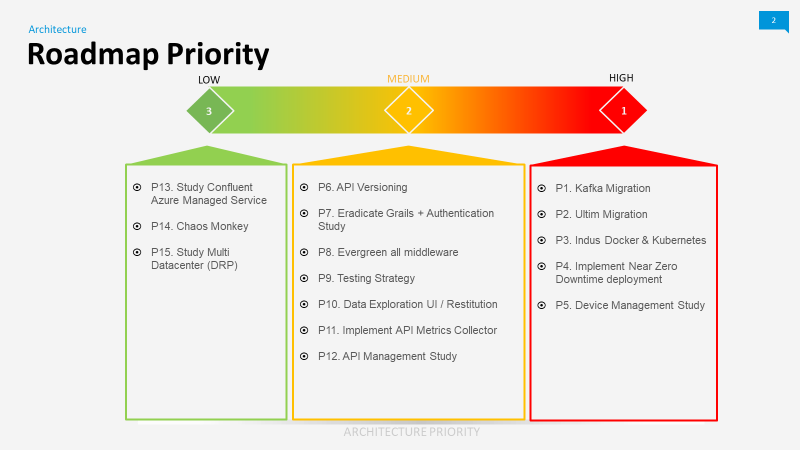 2
Architecture
Roadmap Priority
LOW
MEDIUM
HIGH
3
2
1
P13. Study Confluent
Azure Managed Service
P14. Chaos Monkey
P15. Study Multi
Datacenter (DRP)
P6. API Versioning
P7. Eradicate Grails + Authentication
Study
P8. Evergreen all middleware
P9. Testing Strategy
P10. Data Exploration UI / Restitution
P11. Implement API Metrics Collector
P12. API Management Study
P1. Kafka Migration
P2. Ultim Migration
P3. Indus Docker & Kubernetes
P4. Implement Near Zero
Downtime deployment
P5. Device Management Study
ARCHITECTURE PRIORITY